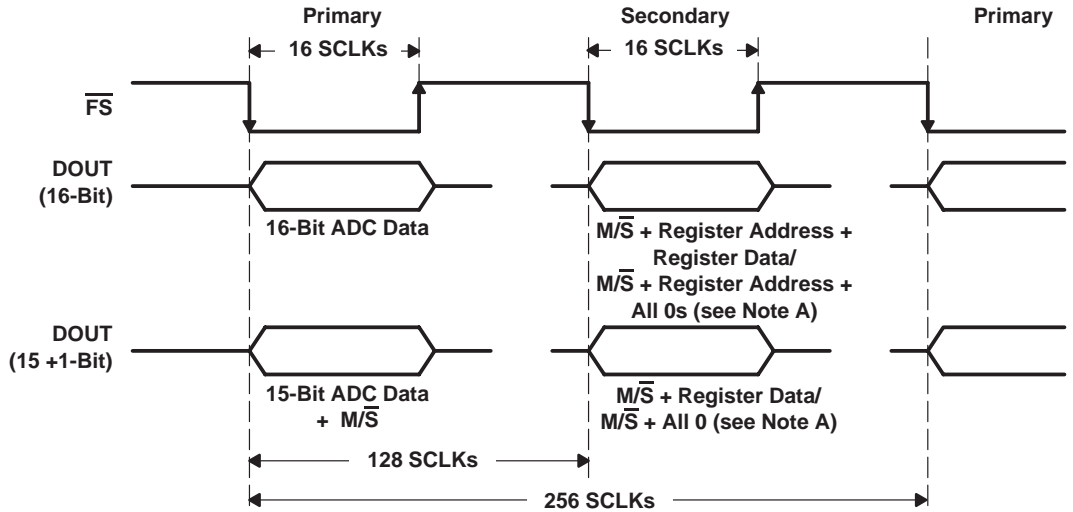 Primary Secondary Primary
16 SCLKs 16 SCLKs
F̅S̅
DOUT
(16-Bit)
16-Bit ADC Data
M/S̅ + Register Address +
Register Data/
M/S̅ + Register Address +
All 0s (see Note A)
DOUT
(15 +1-Bit)
15-Bit ADC Data
+ M/S̅
M/S̅ + Register Data/
M/S̅ + All 0 (see Note A)
128 SCLKs
256 SCLKs